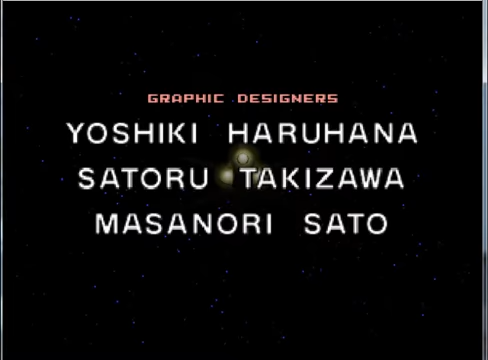 GRAPHIC DESIGNERS
YOSHIKI HARUHANA
SATORU TAKIZAWA
MASANORI SATO